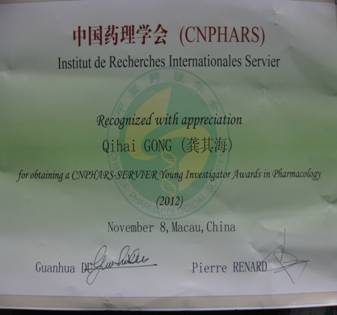 中国药理学会 (CNPHARS)
Institut de Recherches Internationales Servier
Recognized with appreciation
Qihai GONG (龚其海)
for obtaining a CNPHARS-SERVIER Young Investigator Awards in Pharmacology
(2012)
November 8,Macau,China
Guanhua Pierre RENARD